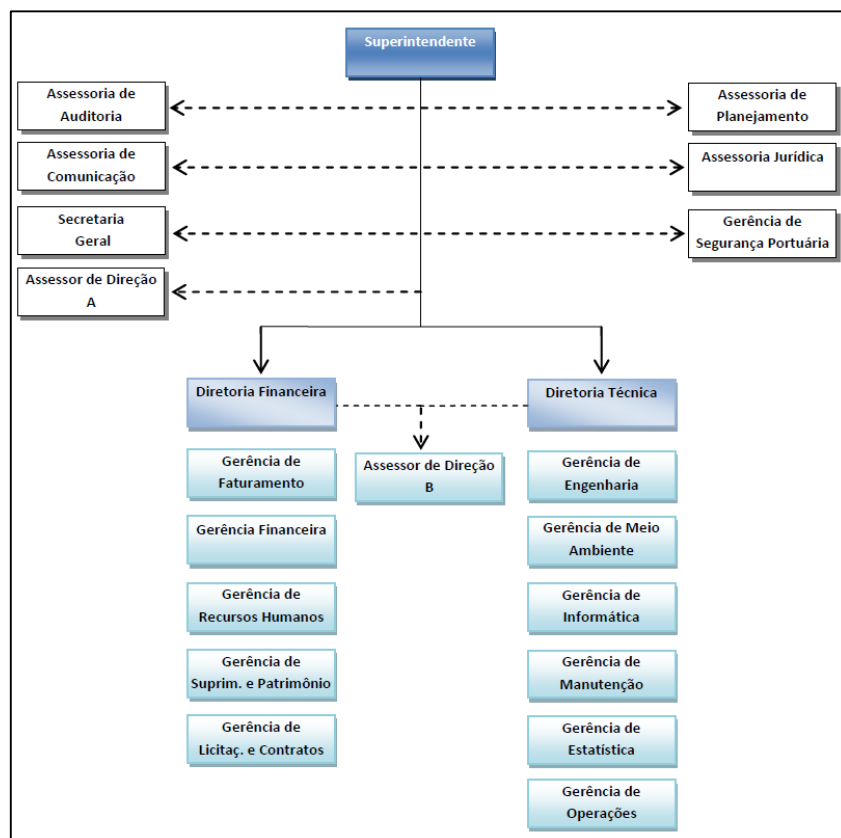 Superintendente
Assessoria de
Auditoria
Assessoria de
Planejamento
Assessoria de
Comunicação
Assessoria Jurídica
Secretaria
Geral
Gerência de
Segurança Portuária
Assessor de Direção
A
Diretoria Financeira
Diretoria Técnica
Gerência de
Faturamento
Assessor de Direção
B
Gerência de
Engenharia
Gerência Financeira
Gerência de Meio
Ambiente
Gerência de
Recursos Humanos
Gerência de
Informática
Gerência de
Suprim. e Patrimônio
Gerência de
Manutenção
Gerência de
Licitaç. e Contratos
Gerência de
Estatística
Gerência de
Operações